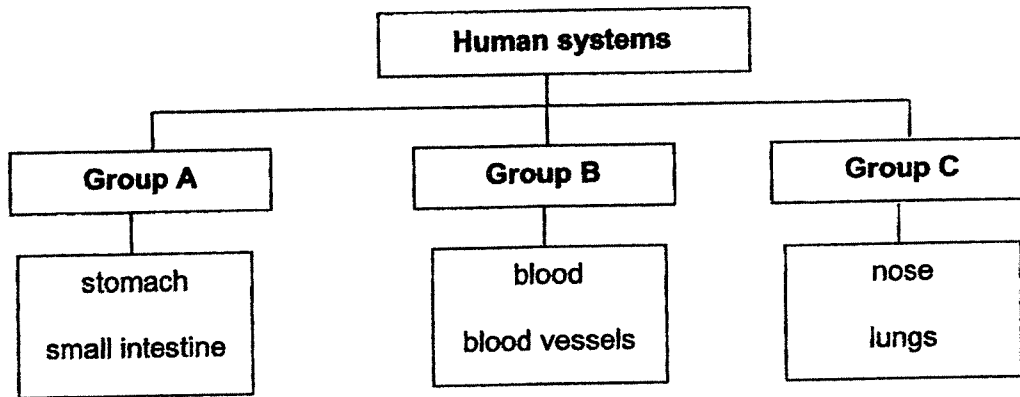 Human systems
Group A
Group B
Group C
stomach
small intestine
blood
blood vessels
nose
lungs